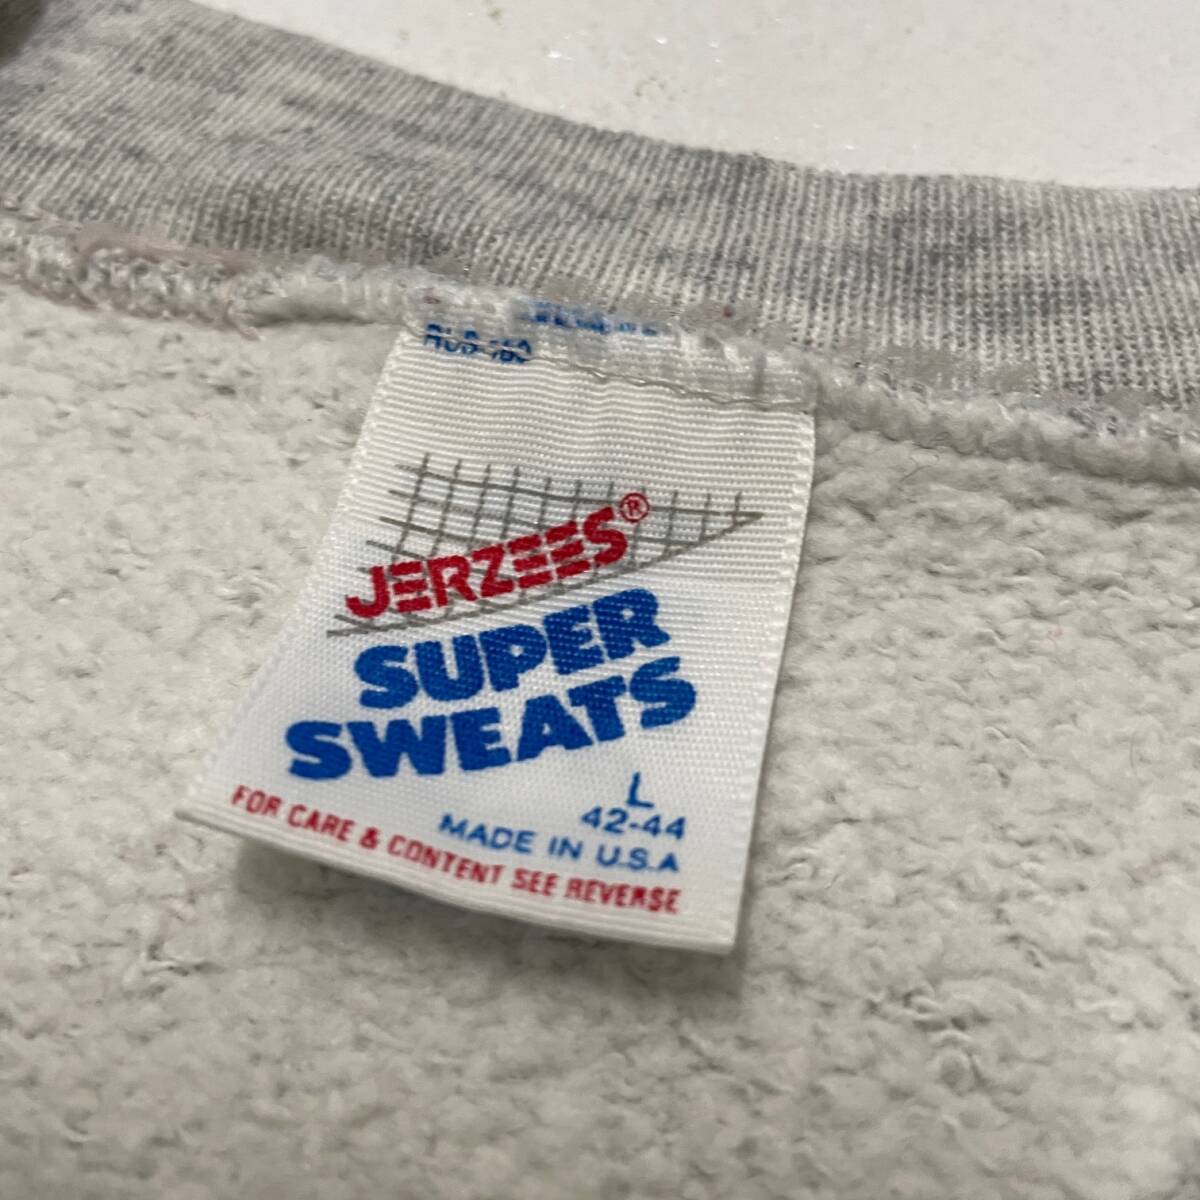 JERZEES®
SUPER
SWEATS
L
42-44
MADE IN U.S.A
FOR CARE & CONTENT SEE REVERSE